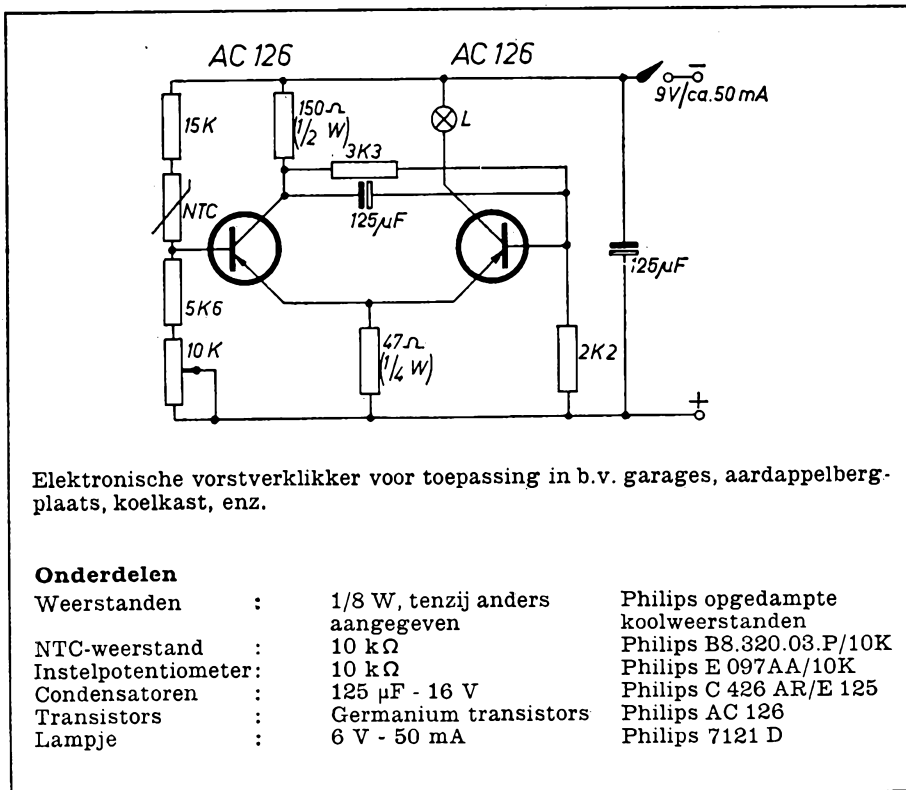 AC 126
AC 126
15K
150Ω
(1/2 W)
L
9V/ca.50 mA
−
3K3
NTC
125µF
125µF
5K6
10 K
47Ω
(1/4 W)
2K2
+
Elektronische vorstverklikker voor toepassing in b.v. garages, aardappelberg-
plaats, koelkast, enz.
Onderdelen
Weerstanden : 1/8 W, tenzij anders Philips opgedampte
aangegeven koolweerstanden
NTC-weerstand : 10 kΩ Philips B8.320.03.P/10K
Instelpotentiometer: 10 kΩ Philips E 097AA/10K
Condensatoren : 125 µF - 16 V Philips C 426 AR/E 125
Transistors : Germanium transistors Philips AC 126
Lampje : 6 V - 50 mA Philips 7121 D